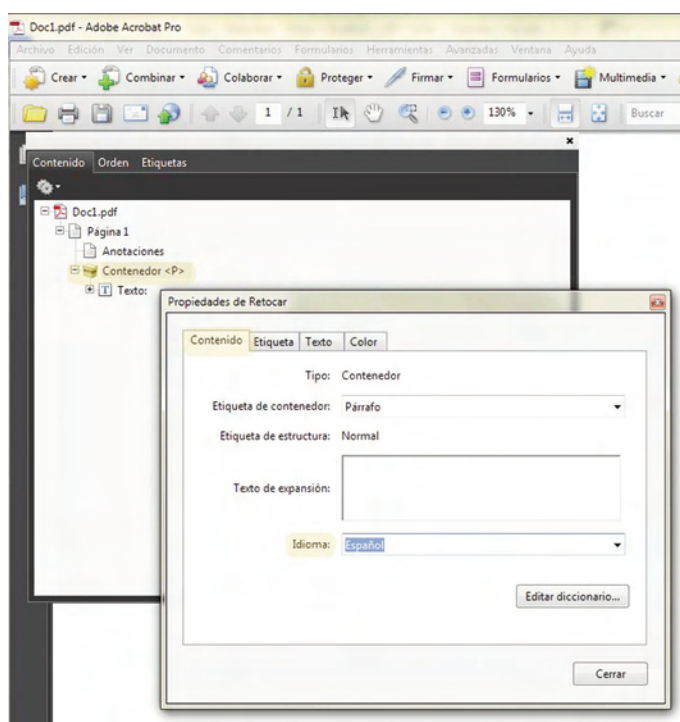 Doc1.pdf - Adobe Acrobat Pro
Archivo Edición Ver Documento Comentarios Formularios Herramientas Avanzadas Ventana Ayuda
Crear Combinar Colaborar Proteger Firmar Formularios Multimedia
1 / 1 130% Buscar
Contenido Orden Etiquetas
Doc1.pdf
Página 1
Anotaciones
Contenedor <P>
Texto:
Propiedades de Retocar
Contenido Etiqueta Texto Color
Tipo: Contenedor
Etiqueta de contenedor: Párrafo
Etiqueta de estructura: Normal
Texto de expansión:
Idioma: Español
Editar diccionario...
Cerrar